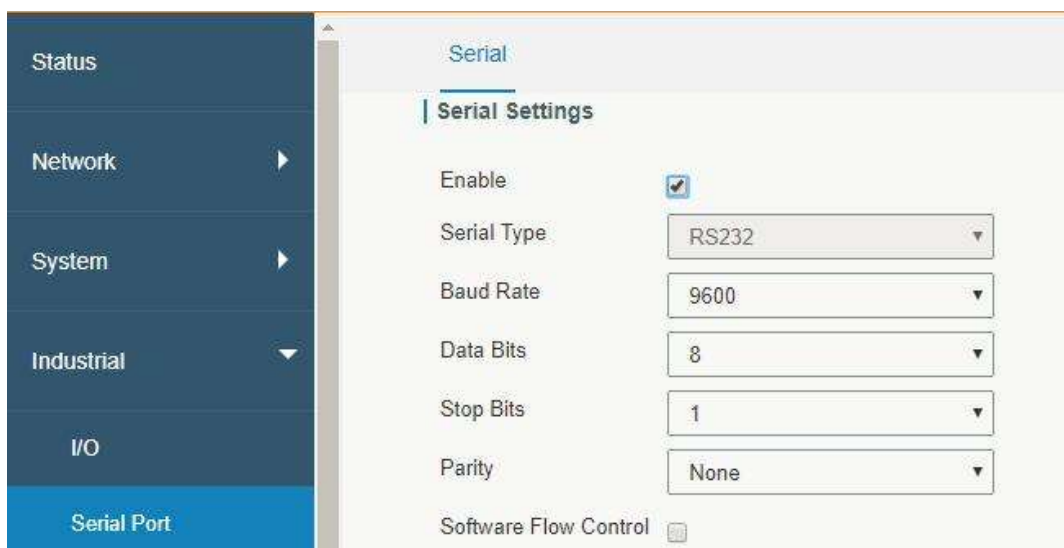 Status
Network
System
Industrial
I/O
Serial Port
Serial
Serial Settings
Enable
Serial Type RS232
Baud Rate 9600
Data Bits 8
Stop Bits 1
Parity None
Software Flow Control